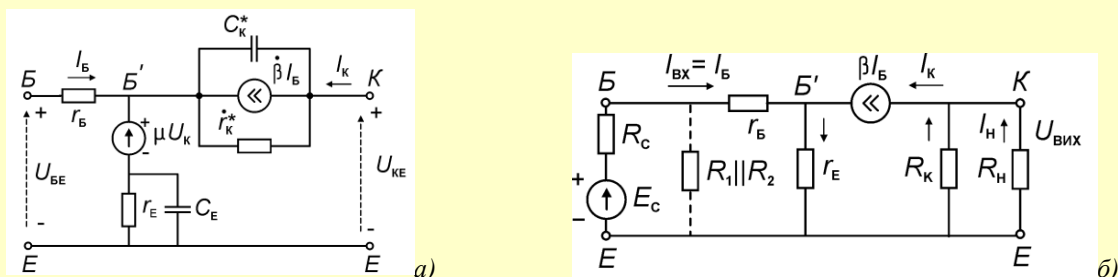 C*К
β̇ IБ
r*К
IБ
Б
Б'
IК
К
+
rБ
+
μUК
-
UБЕ
UКЕ
rЕ
CЕ
-
-
Е
Е
а)
Б
IВХ= IБ
Б'
βIБ
IК
К
RС
rБ
IН
UВИХ
R1||R2
rЕ
RК
RН
+
EС
-
Е
Е
б)